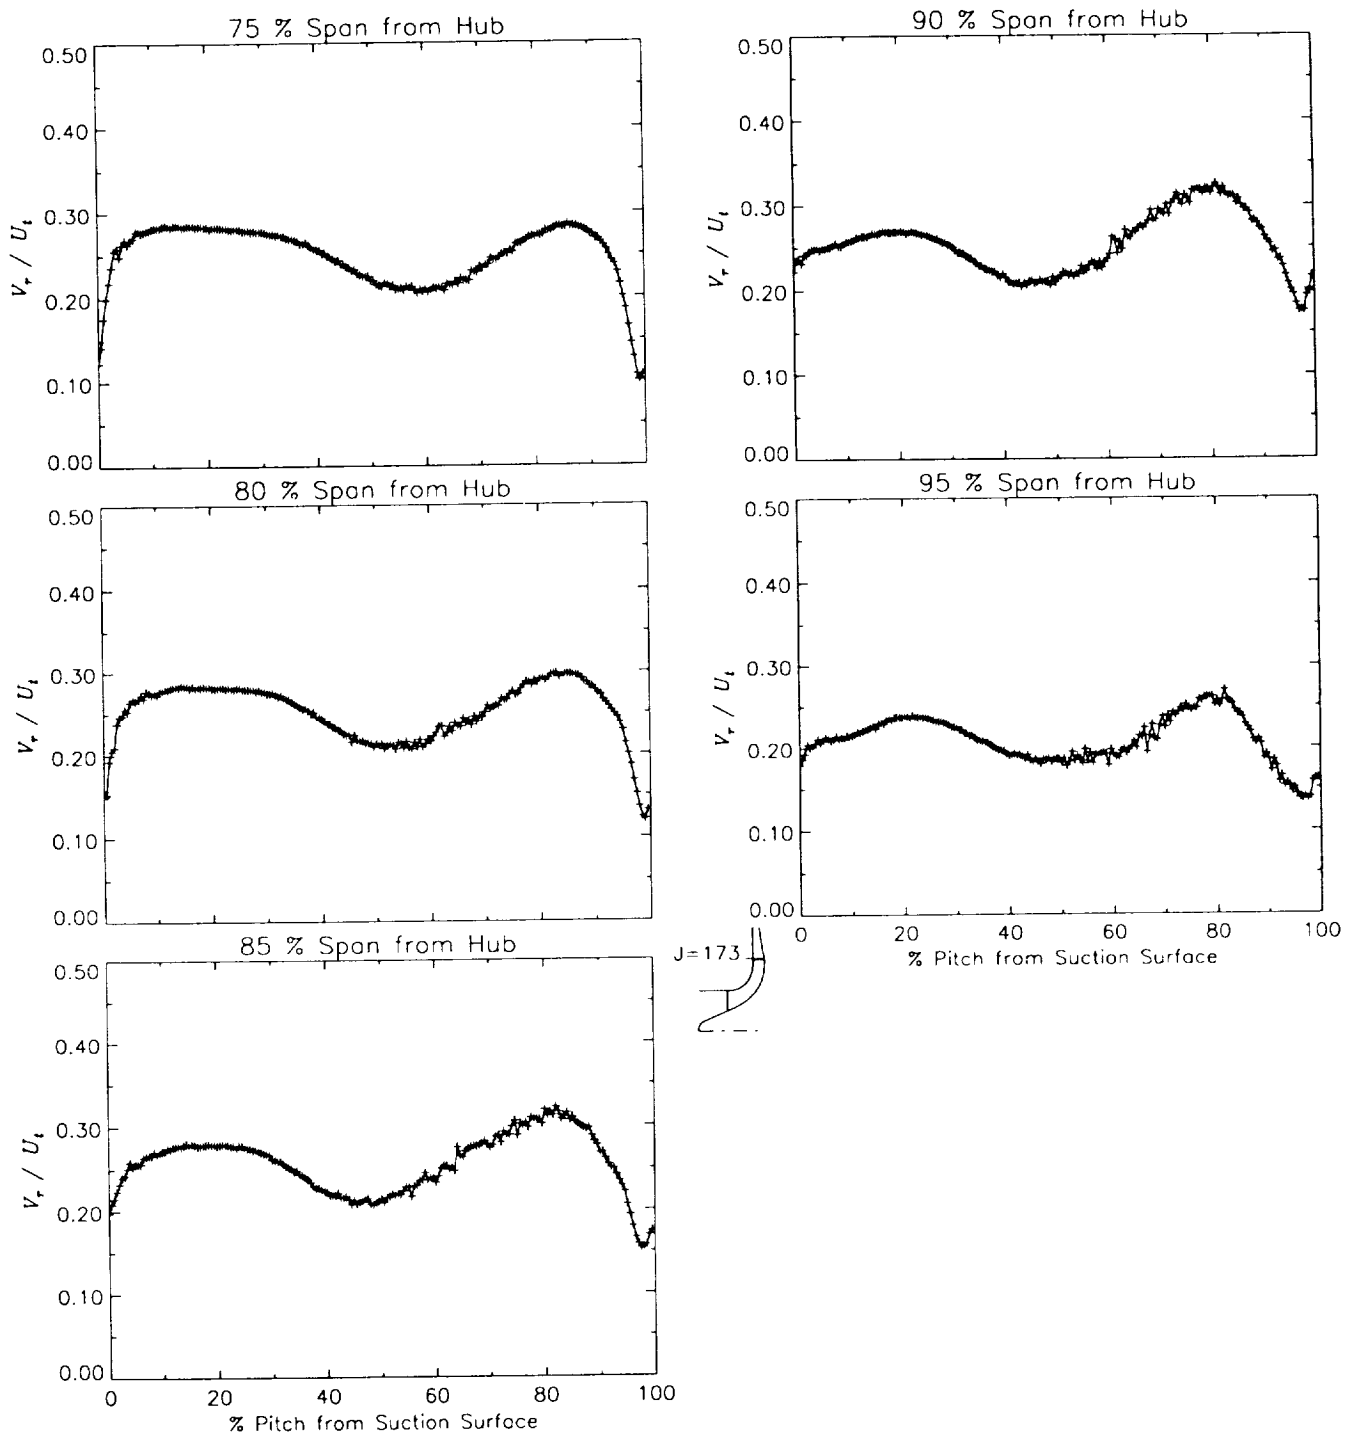 75 % Span from Hub
0.50
0.40
0.30
0.20
0.10
0.00
V_r / U_t
80 % Span from Hub
0.50
0.40
0.30
0.20
0.10
0.00
V_r / U_t
85 % Span from Hub
0.50
0.40
0.30
0.20
0.10
0.00
V_r / U_t
0 20 40 60 80 100
% Pitch from Suction Surface
90 % Span from Hub
0.50
0.40
0.30
0.20
0.10
0.00
V_r / U_t
95 % Span from Hub
0.50
0.40
0.30
0.20
0.10
0.00
V_r / U_t
0 20 40 60 80 100
% Pitch from Suction Surface
J=173